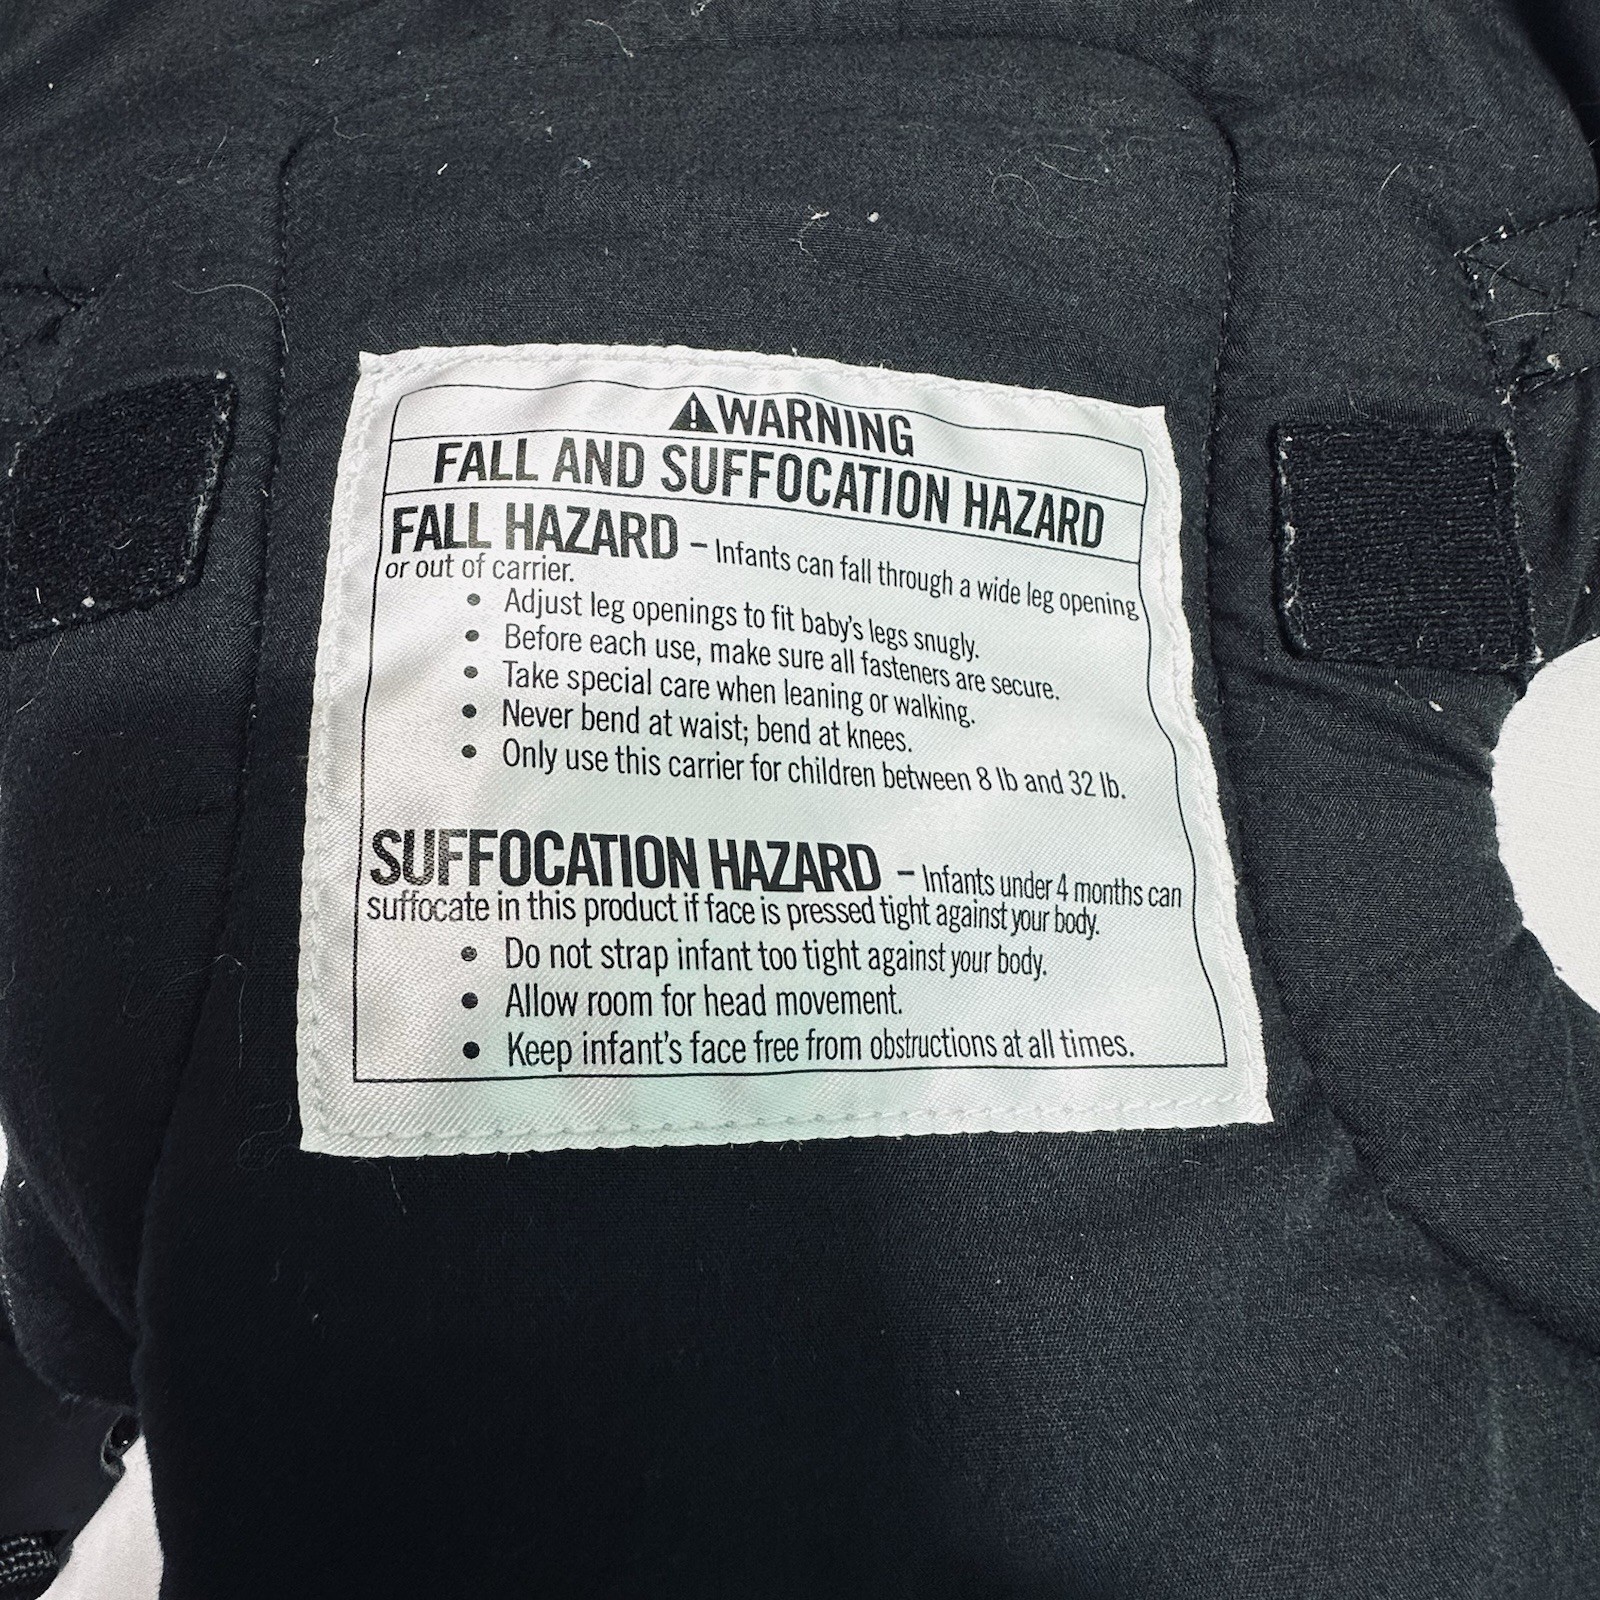 ⚠WARNING
FALL AND SUFFOCATION HAZARD
FALL HAZARD – Infants can fall through a wide leg opening
or out of carrier.
• Adjust leg openings to fit baby's legs snugly.
• Before each use, make sure all fasteners are secure.
• Take special care when leaning or walking.
• Never bend at waist; bend at knees.
• Only use this carrier for children between 8 lb and 32 lb.
SUFFOCATION HAZARD – Infants under 4 months can
suffocate in this product if face is pressed tight against your body.
• Do not strap infant too tight against your body.
• Allow room for head movement.
• Keep infant's face free from obstructions at all times.